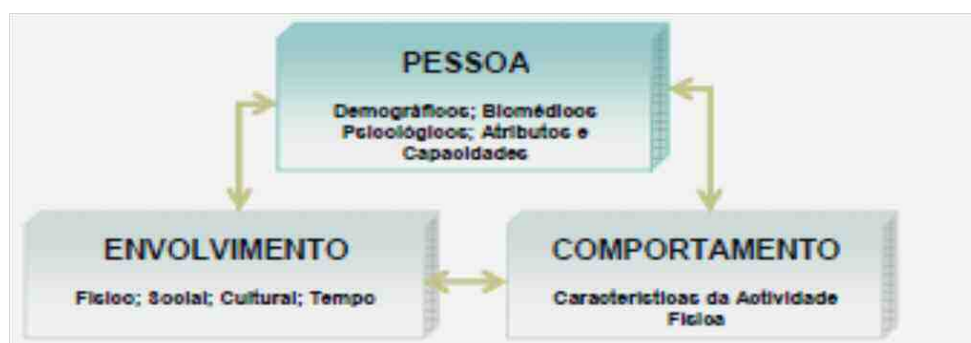 PESSOA
Demográficos; Biomédicos
Psicológicos; Atributos e
Capacidades
ENVOLVIMENTO
Físico; Social; Cultural; Tempo
COMPORTAMENTO
Características da Actividade
Física